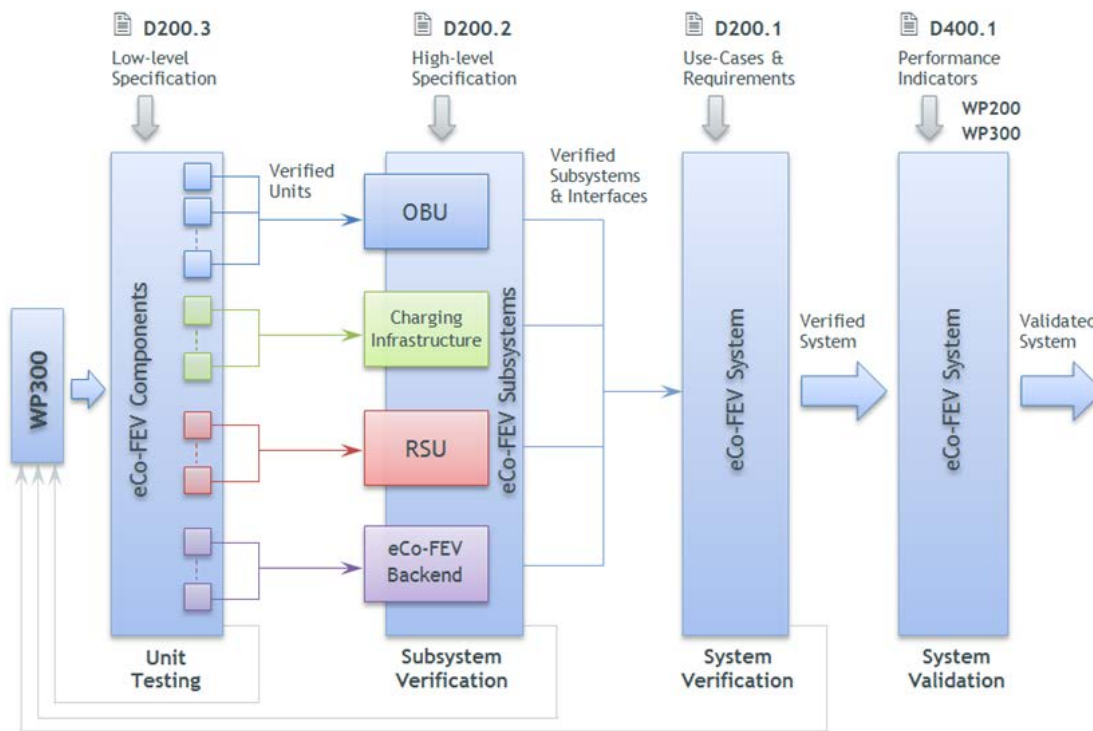 D200.3
Low-level
Specification
D200.2
High-level
Specification
D200.1
Use-Cases &
Requirements
D400.1
Performance
Indicators
WP200
WP300
WP300
eCo-FEV Components
Verified
Units
OBU
Charging
Infrastructure
RSU
eCo-FEV
Backend
eCo-FEV Subsystems
Verified
Subsystems
& Interfaces
eCo-FEV System
Verified
System
eCo-FEV System
Validated
System
Unit
Testing
Subsystem
Verification
System
Verification
System
Validation